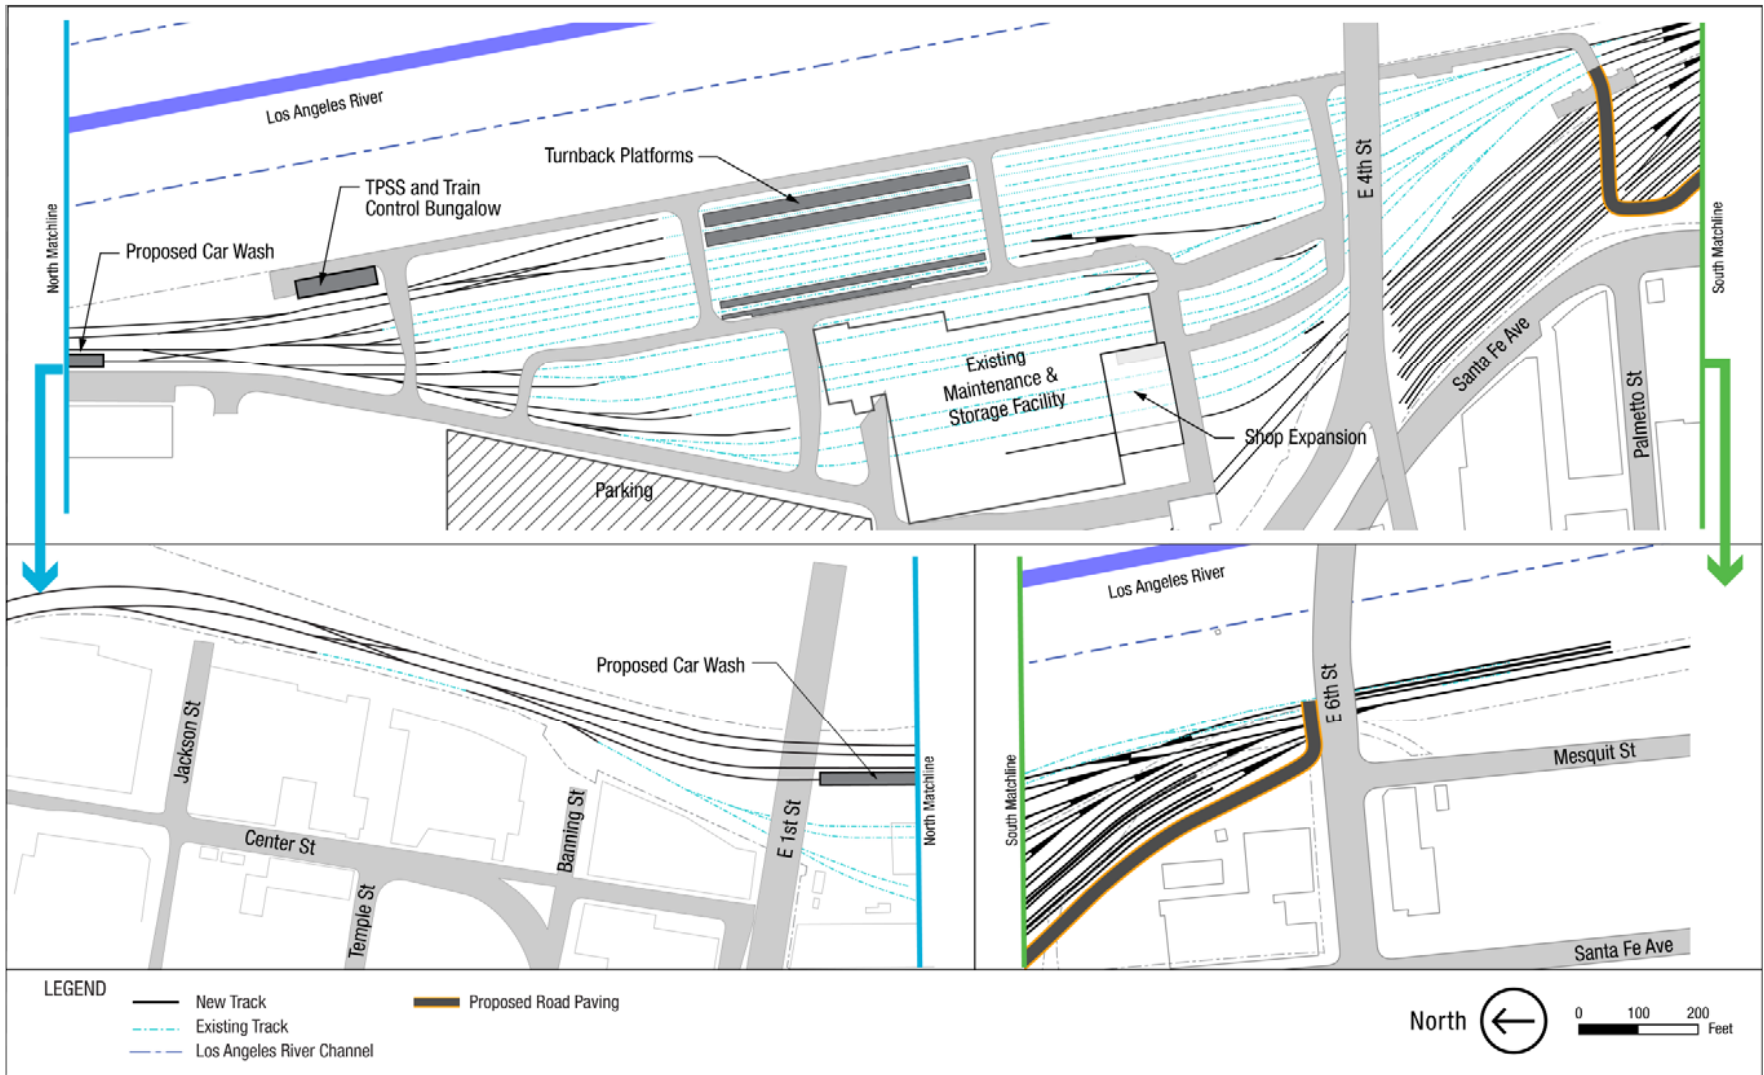 Los Angeles River
Turnback Platforms
TPSS and Train
Control Bungalow
Proposed Car Wash
North Matchline
E 4th St
South Matchline
Existing
Maintenance &
Storage Facility
Shop Expansion
Santa Fe Ave
Palmetto St
Parking
Proposed Car Wash
Jackson St
Center St
Temple St
Banning St
E 1st St
North Matchline
Los Angeles River
South Matchline
E 6th St
Mesquit St
Santa Fe Ave
LEGEND
New Track
Existing Track
Los Angeles River Channel
Proposed Road Paving
North
0 100 200
Feet